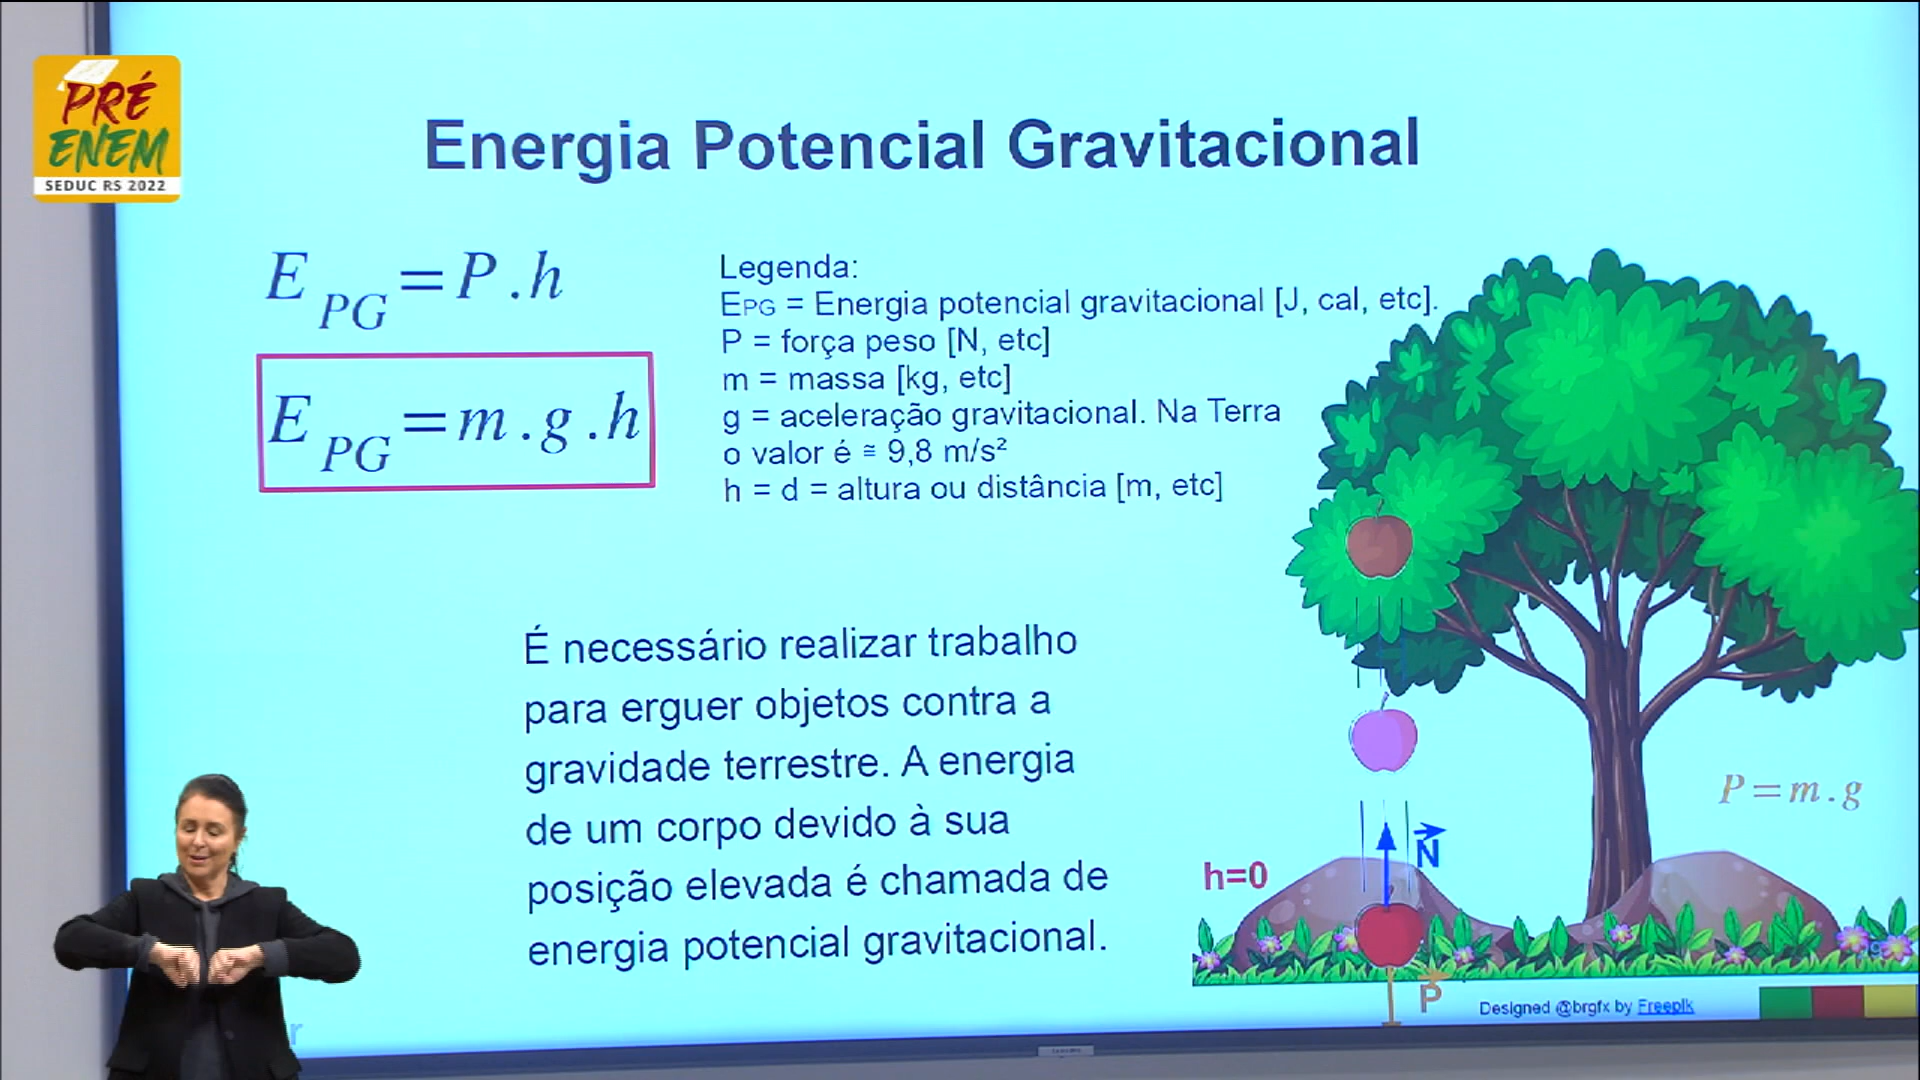 PRÉ
ENEM
SEDUC RS 2022
Energia Potencial Gravitacional
E PG = P . h
E PG = m . g . h
Legenda:
EPG = Energia potencial gravitacional [J, cal, etc].
P = força peso [N, etc]
m = massa [kg, etc]
g = aceleração gravitacional. Na Terra
o valor é ≅ 9,8 m/s²
h = d = altura ou distância [m, etc]
É necessário realizar trabalho
para erguer objetos contra a
gravidade terrestre. A energia
de um corpo devido à sua
posição elevada é chamada de
energia potencial gravitacional.
P = m . g
N
h=0
P
Designed @brgfx by Freepik